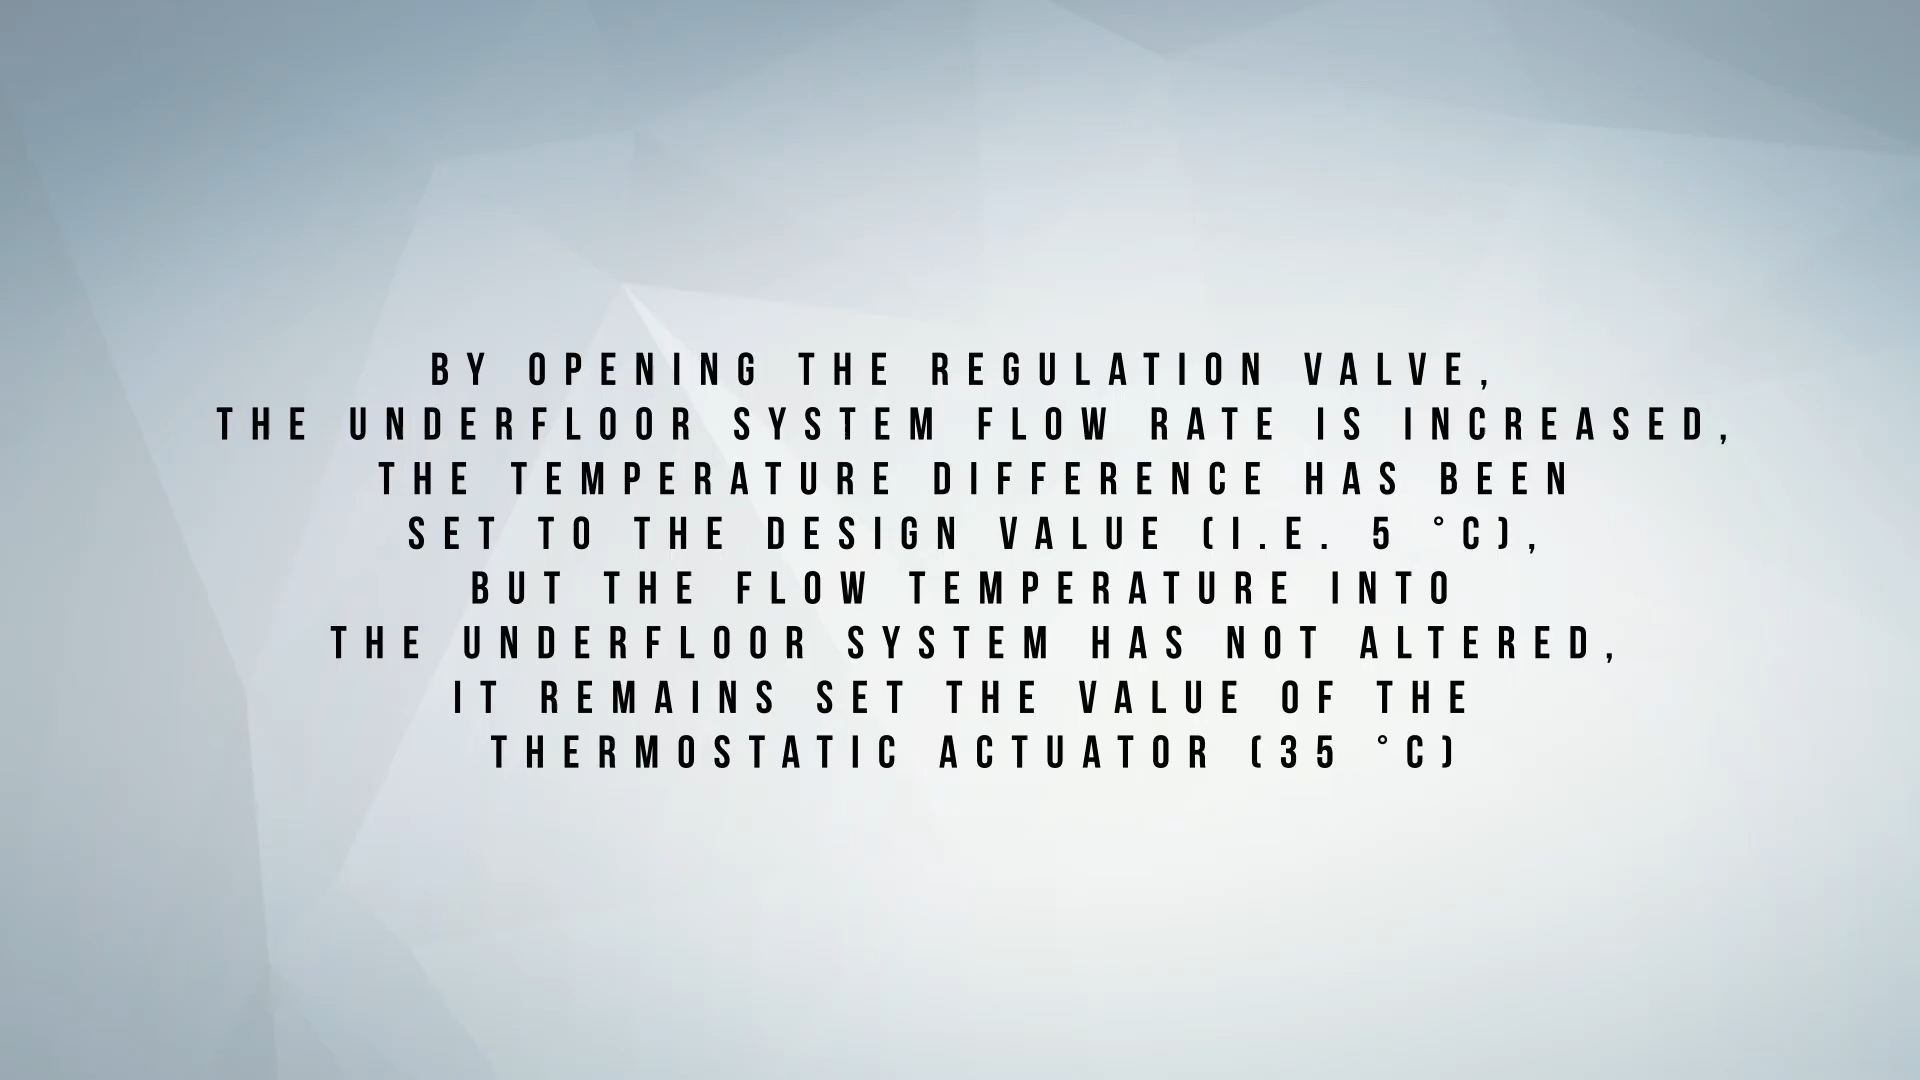 BY OPENING THE REGULATION VALVE,
THE UNDERFLOOR SYSTEM FLOW RATE IS INCREASED,
THE TEMPERATURE DIFFERENCE HAS BEEN
SET TO THE DESIGN VALUE (I.E. 5 °C),
BUT THE FLOW TEMPERATURE INTO
THE UNDERFLOOR SYSTEM HAS NOT ALTERED,
IT REMAINS SET THE VALUE OF THE
THERMOSTATIC ACTUATOR (35 °C)